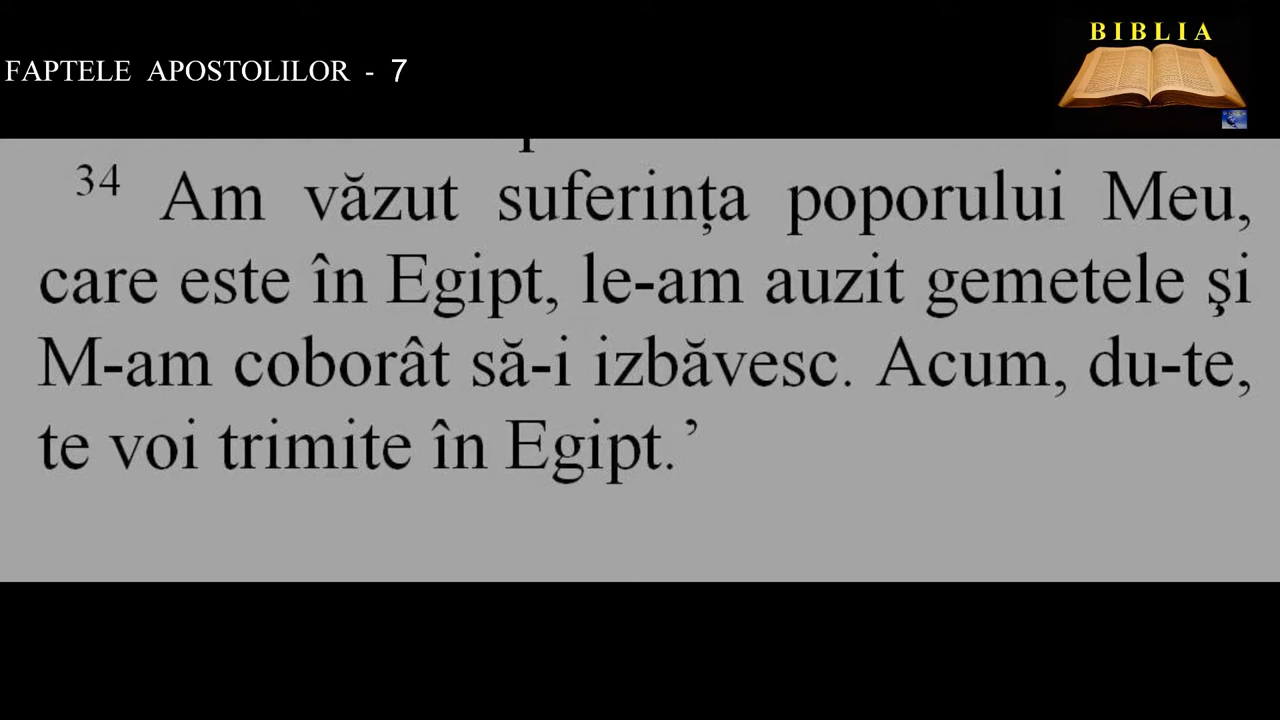 BIBLIA
FAPTELE APOSTOLILOR - 7
34 Am văzut suferința poporului Meu,
care este în Egipt, le-am auzit gemetele şi
M-am coborât să-i izbăvesc. Acum, du-te,
te voi trimite în Egipt.’